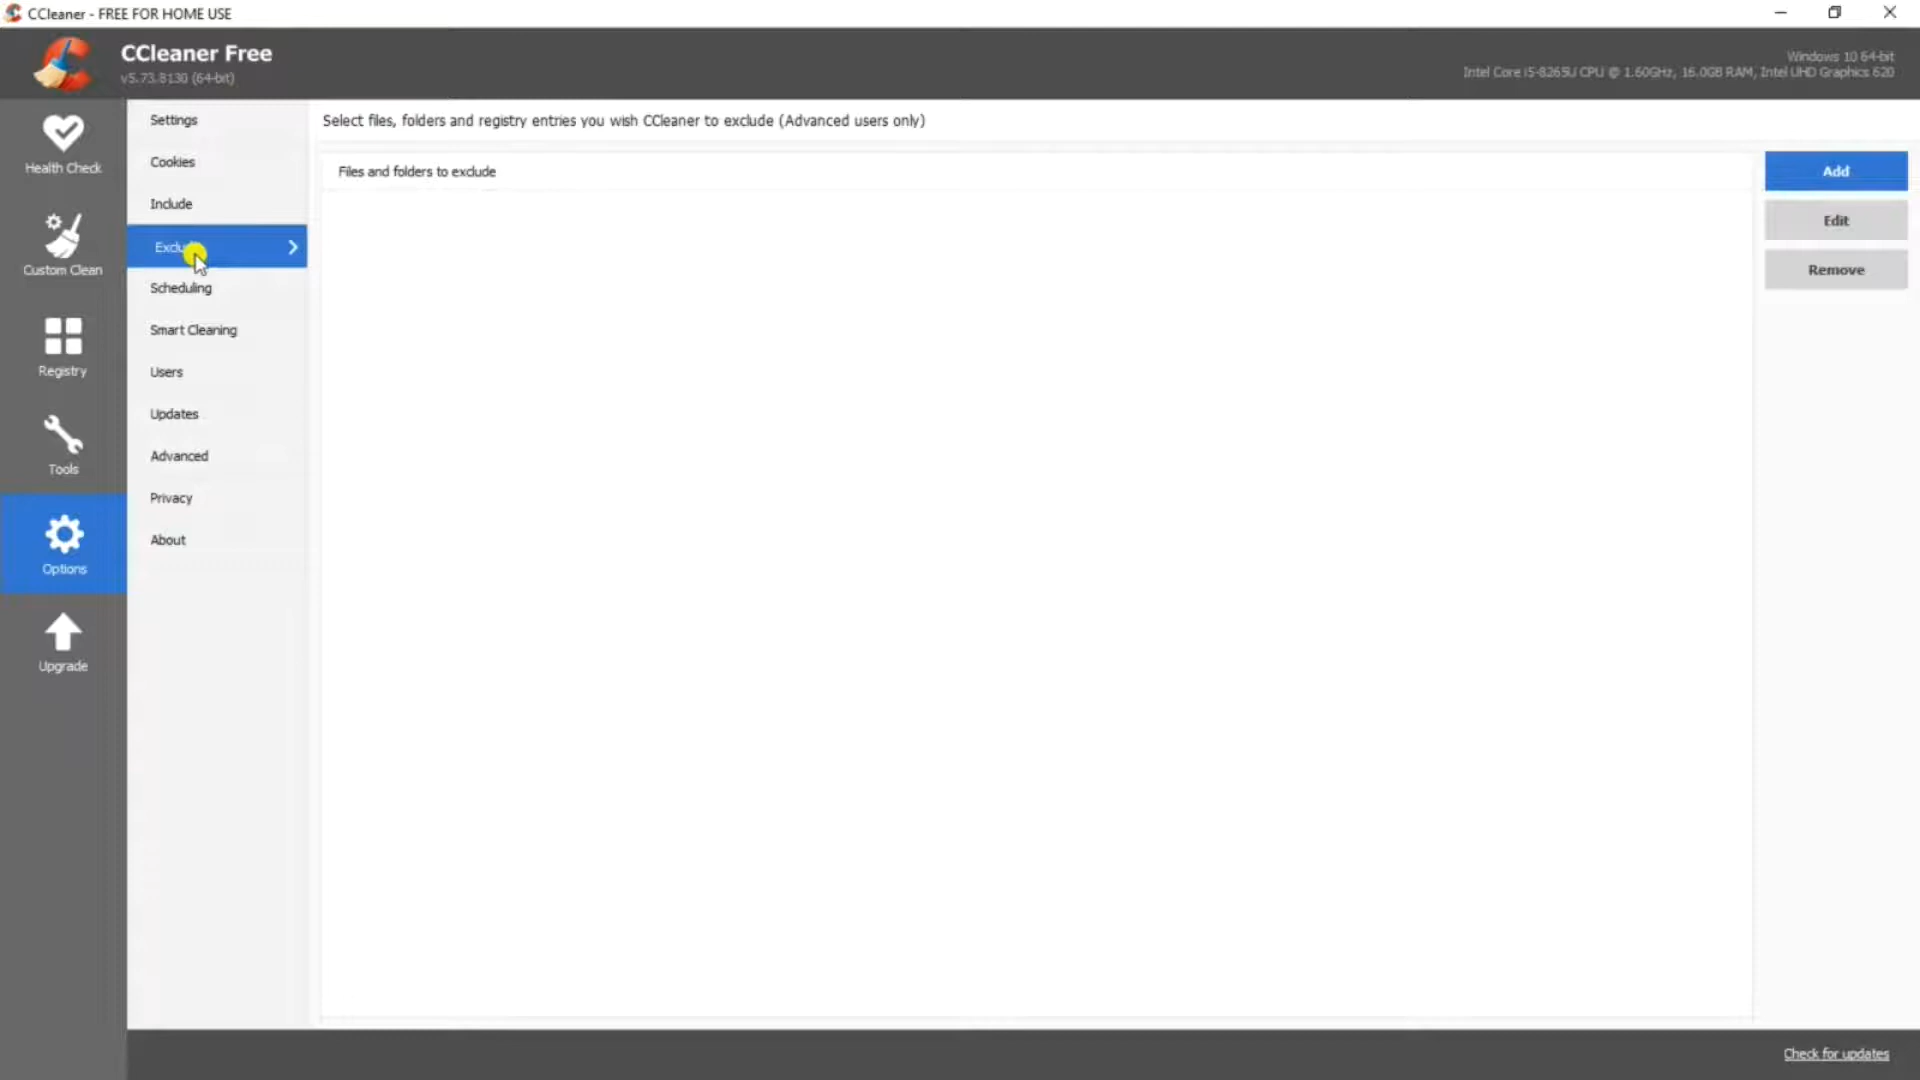 CCleaner - FREE FOR HOME USE
CCleaner Free
v5.73.8130 (64-bit)
Windows 10 64-bit
Intel Core i5-8265U CPU @ 1.60GHz, 16.0GB RAM, Intel UHD Graphics 620
Health Check
Custom Clean
Registry
Tools
Options
Upgrade
Settings
Cookies
Include
Scheduling
Smart Cleaning
Users
Updates
Advanced
Privacy
About
Select files, folders and registry entries you wish CCleaner to exclude (Advanced users only)
Files and folders to exclude
Add
Edit
Remove
Check for updates